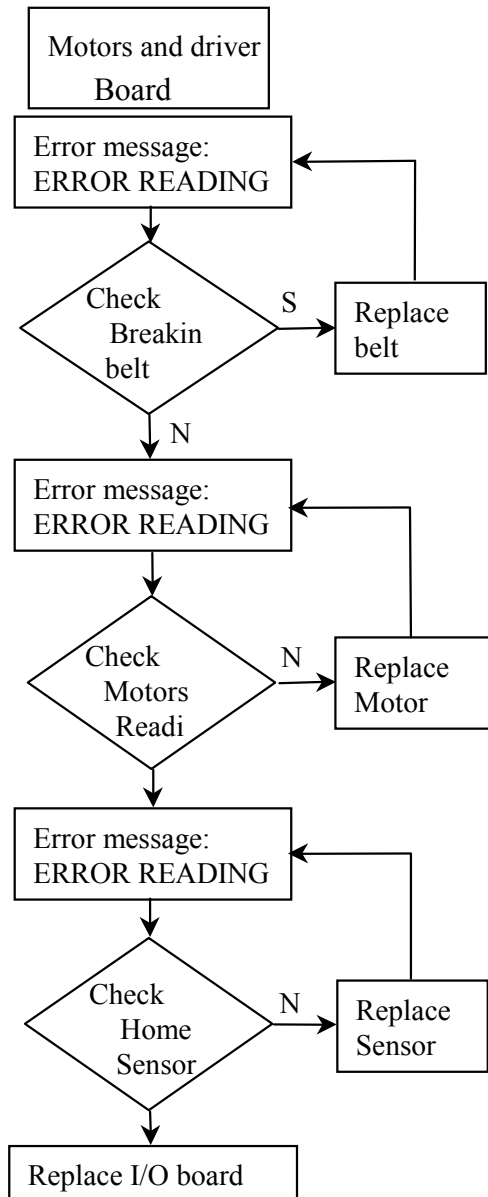 Motors and driver
Board
Error message:
ERROR READING
Check
Breakin
belt
S
Replace
belt
N
Error message:
ERROR READING
Check
Motors
Readi
N
Replace
Motor
Error message:
ERROR READING
Check
Home
Sensor
N
Replace
Sensor
Replace I/O board